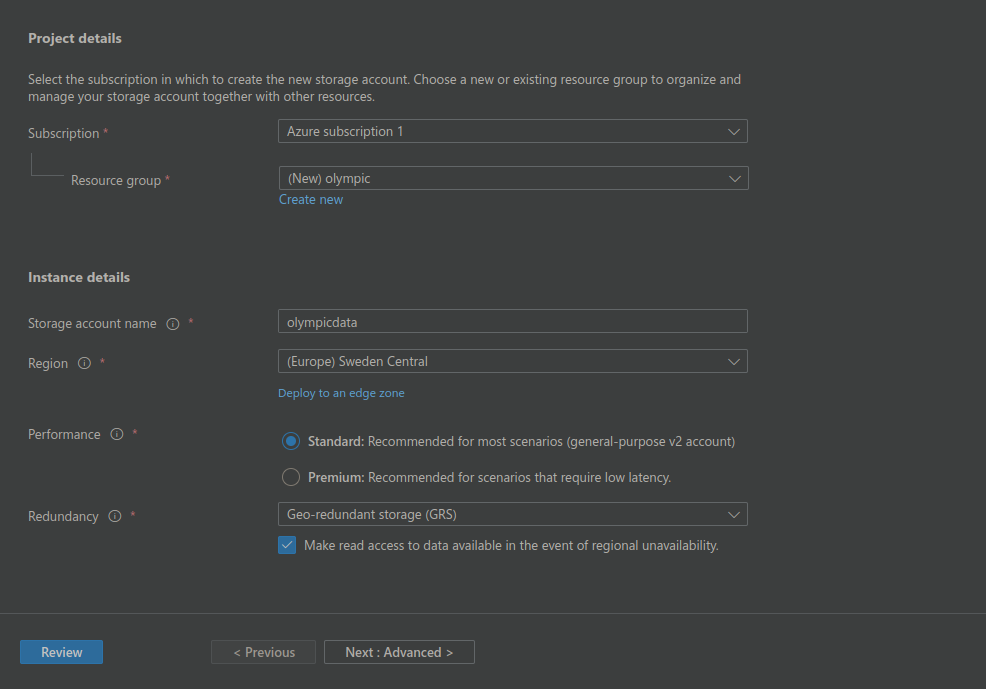 Project details
Select the subscription in which to create the new storage account. Choose a new or existing resource group to organize and
manage your storage account together with other resources.
Subscription *
Azure subscription 1
Resource group *
(New) olympic
Create new
Instance details
Storage account name *
olympicdata
Region *
(Europe) Sweden Central
Deploy to an edge zone
Performance *
Standard: Recommended for most scenarios (general-purpose v2 account)
Premium: Recommended for scenarios that require low latency.
Redundancy *
Geo-redundant storage (GRS)
Make read access to data available in the event of regional unavailability.
Review
< Previous
Next : Advanced >